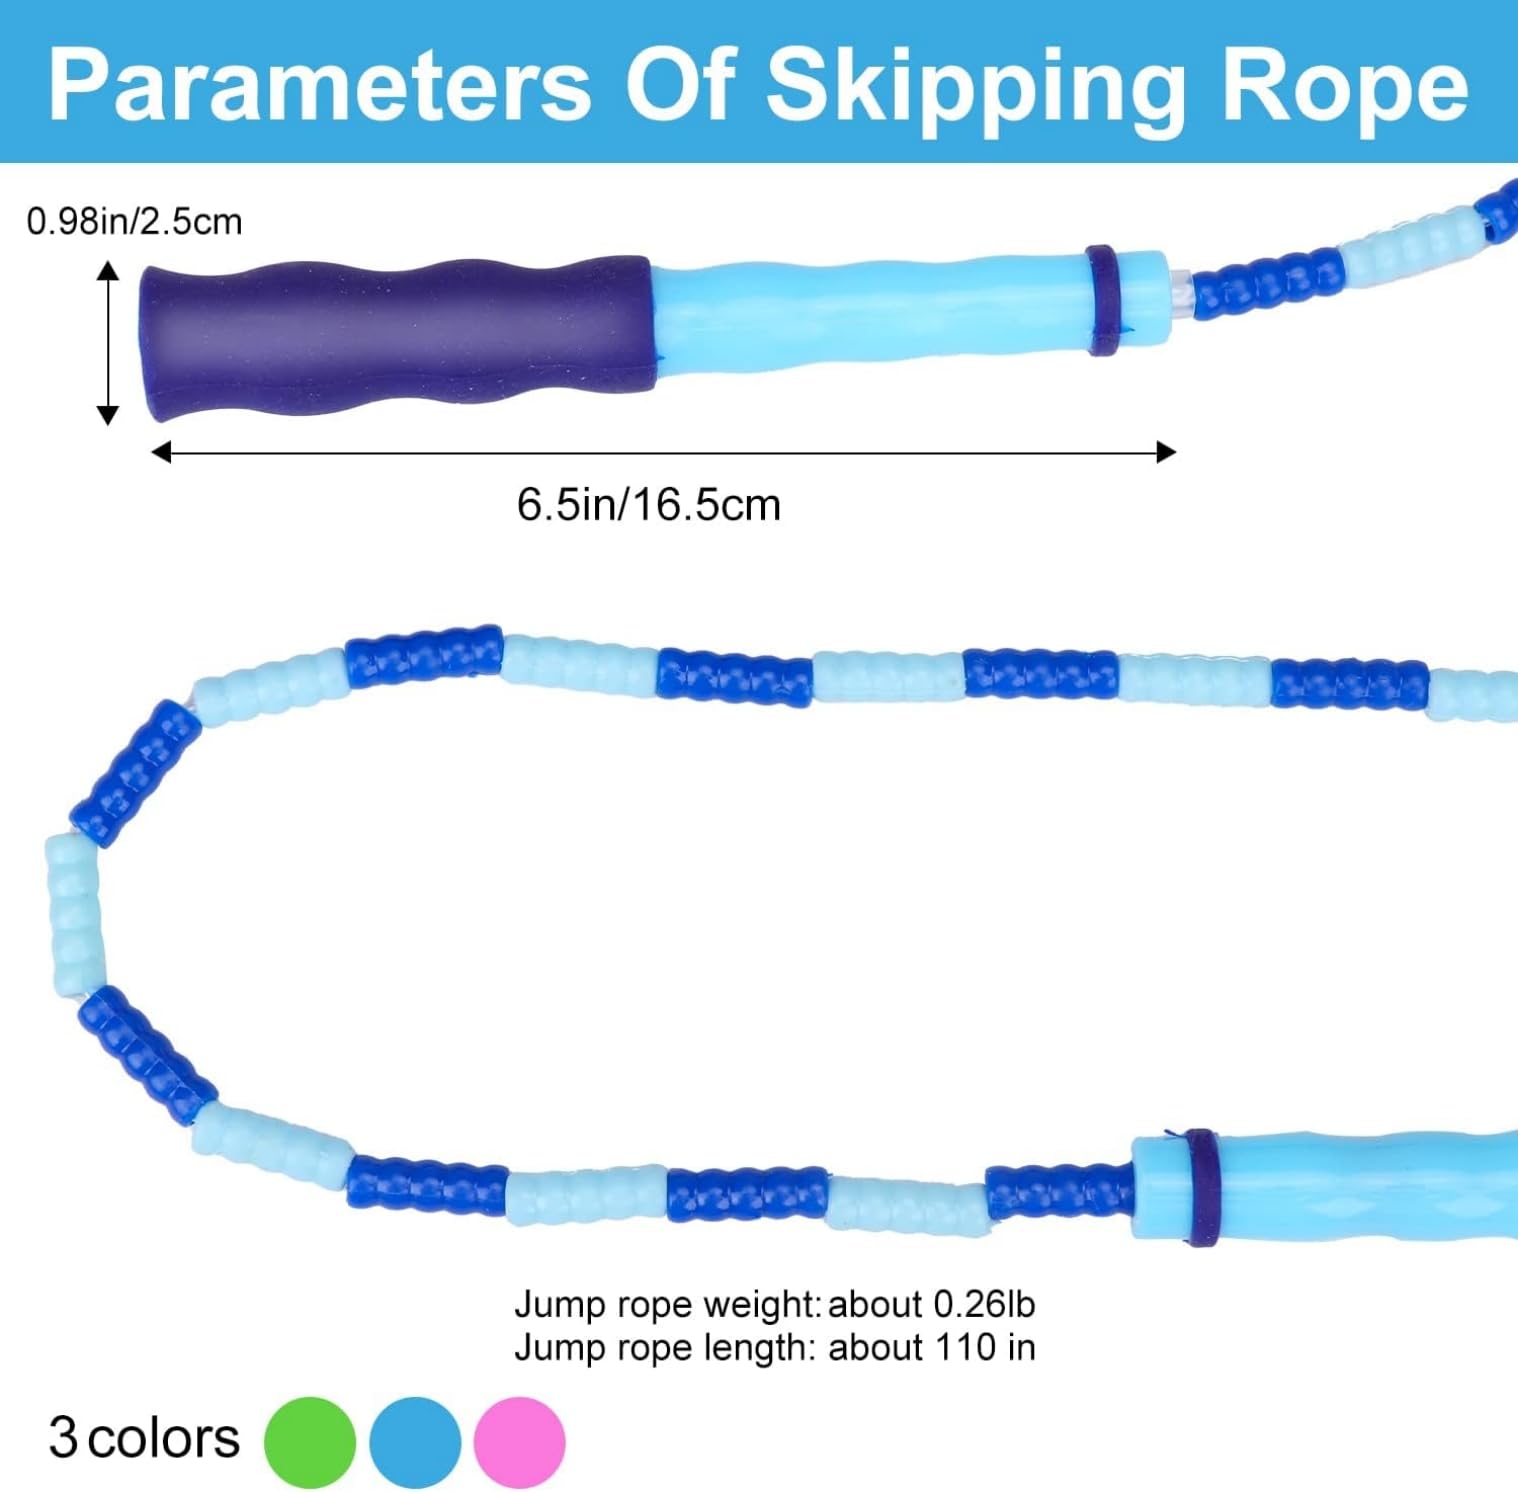 Parameters Of Skipping Rope
0.98in/2.5cm
6.5in/16.5cm
Jump rope weight: about 0.26lb
Jump rope length: about 110 in
3 colors